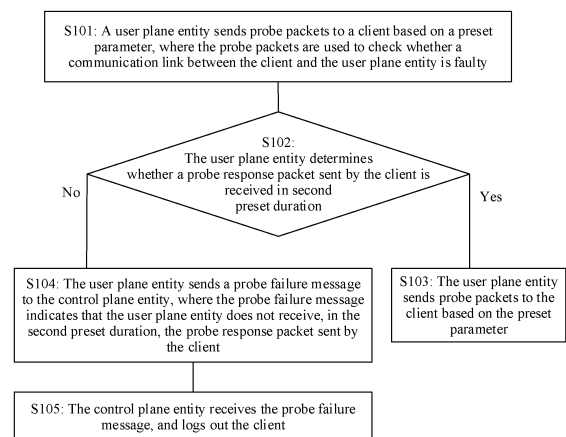 S101: A user plane entity sends probe packets to a client based on a preset
parameter, where the probe packets are used to check whether a
communication link between the client and the user plane entity is faulty
S102:
The user plane entity determines
whether a probe response packet sent by the client is
received in second
preset duration
No
Yes
S104: The user plane entity sends a probe failure message
to the control plane entity, where the probe failure message
indicates that the user plane entity does not receive, in the
second preset duration, the probe response packet sent by
the client
S103: The user plane entity
sends probe packets to the
client based on the preset
parameter
S105: The control plane entity receives the probe failure
message, and logs out the client